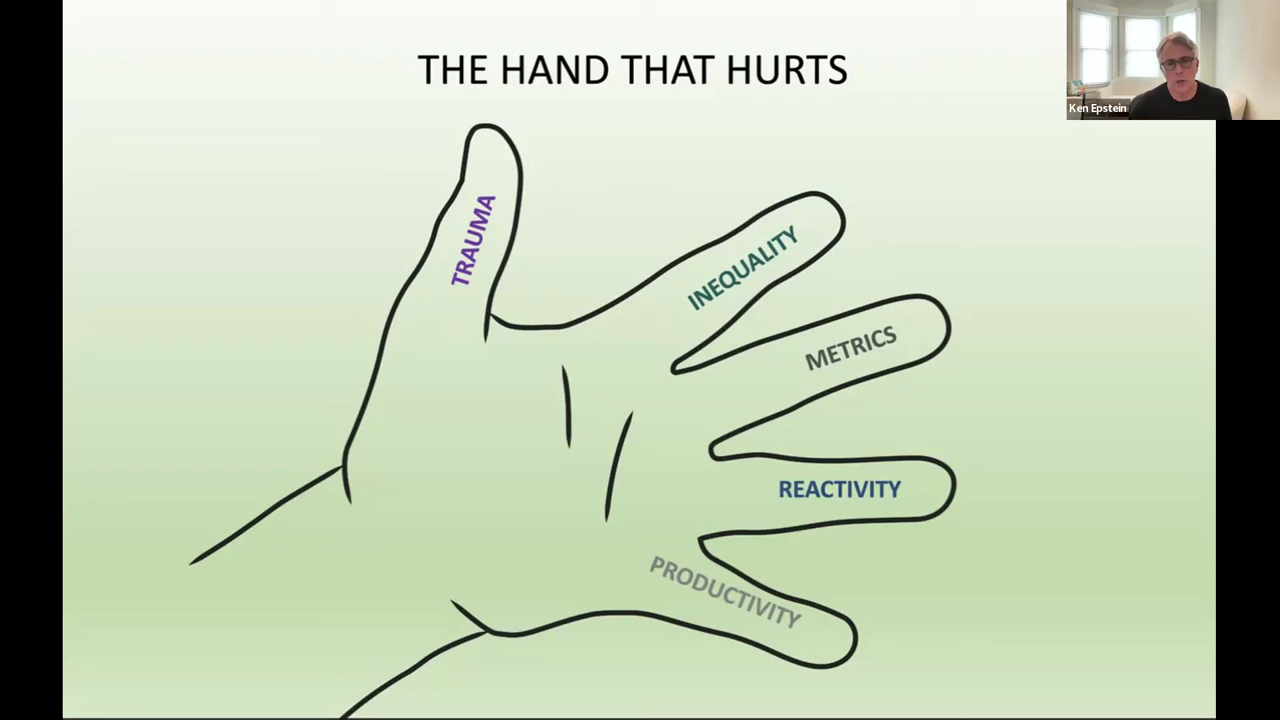 THE HAND THAT HURTS
Ken Epstein
TRAUMA
INEQUALITY
METRICS
REACTIVITY
PRODUCTIVITY